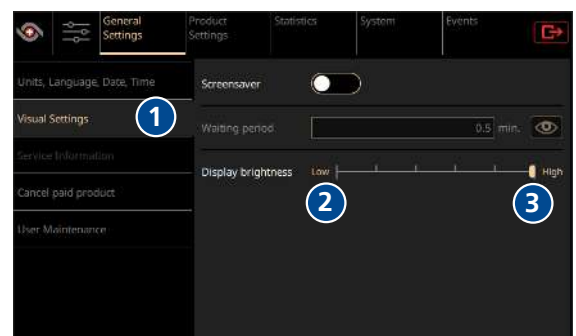 General Settings
Product Settings
Statistics
System
Events
Units, Language, Date, Time
Screensaver
Visual Settings
1
Waiting period
0.5 min.
Service Information
Display brightness
Low
High
2
3
Cancel paid product
User Maintenance